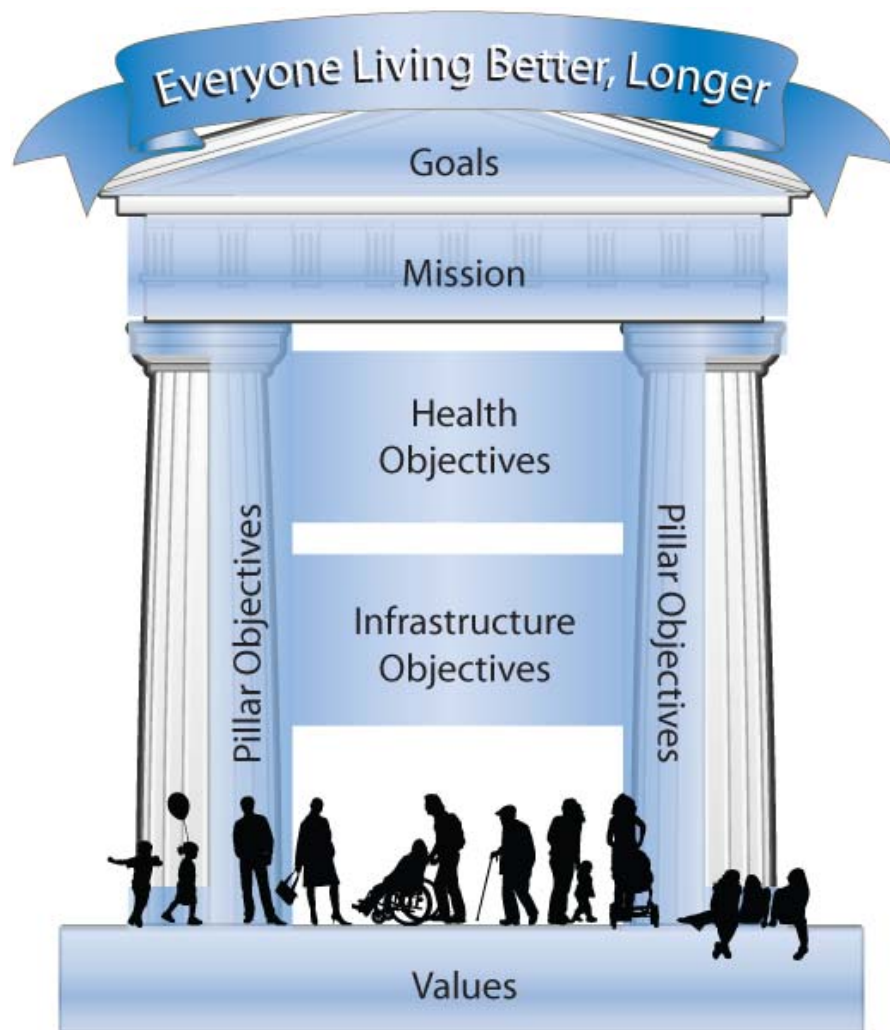 Everyone Living Better, Longer
Goals
Mission
Health
Objectives
Pillar Objectives
Pillar Objectives
Infrastructure
Objectives
Values